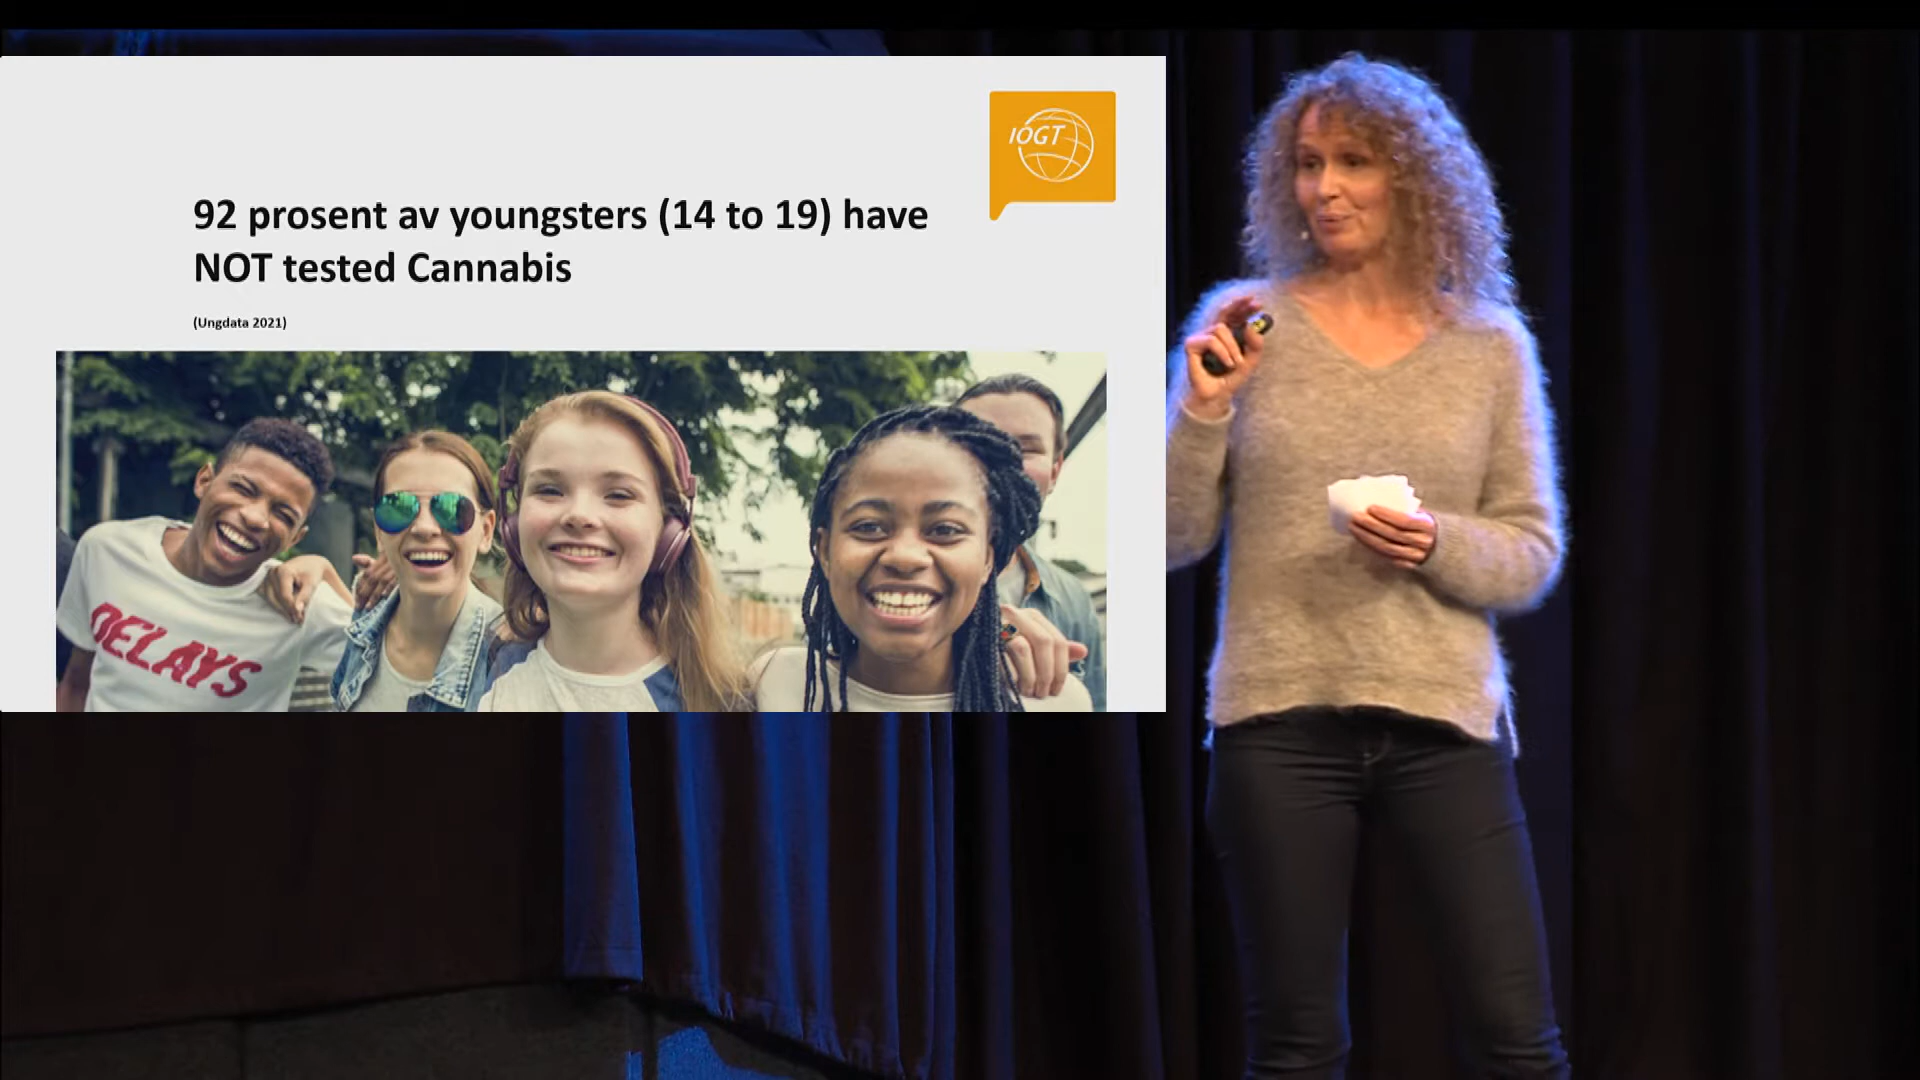 IOGT
92 prosent av youngsters (14 to 19) have
NOT tested Cannabis
(Ungdata 2021)
DELAYS